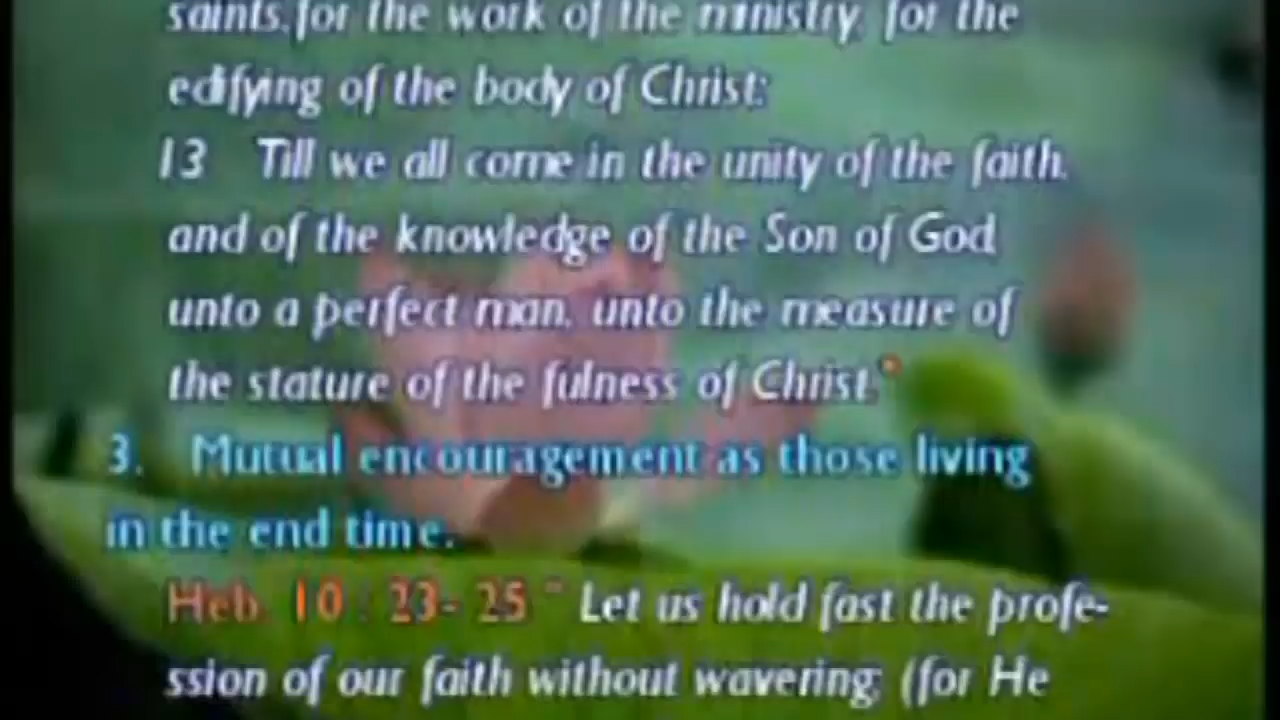 saints,for the work of the ministry, for the
edifying of the body of Christ:
13 Till we all come in the unity of the faith,
and of the knowledge of the Son of God,
unto a perfect man, unto the measure of
the stature of the fulness of Christ."
3. Mutual encouragement as those living
in the end time.
Heb. 10 : 23- 25 " Let us hold fast the profe-
ssion of our faith without wavering; (for He